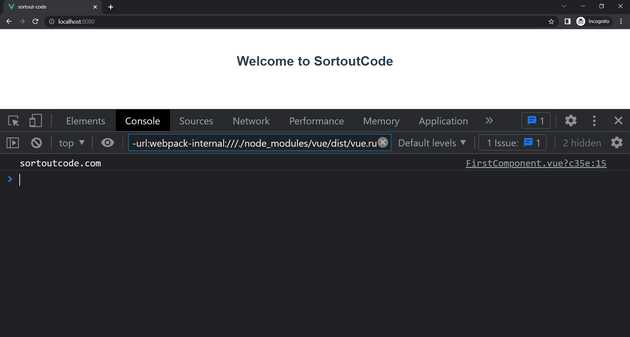 sortout-code
localhost:8080
Incognito
Welcome to SortoutCode
Elements Console Sources Network Performance Memory Application » 1
top -url:webpack-internal:///./node_modules/vue/dist/vue.ru Default levels 1 Issue: 1 2 hidden
sortoutcode.com FirstComponent.vue?c35e:15
>